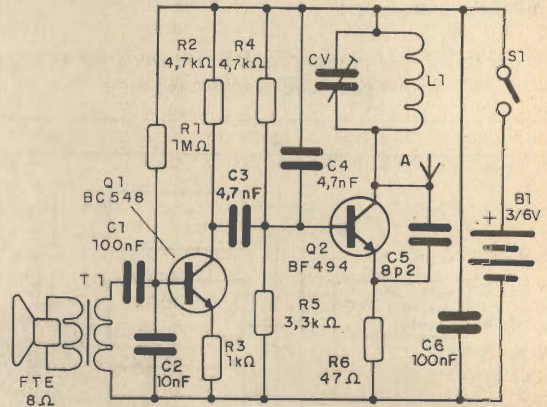 R2
4,7kΩ
R4
4,7kΩ
CV
L1
S1
R1
1MΩ
C3
4,7nF
C4
4,7nF
A
Q1
BC548
B1
3/6V
+
C1
100nF
Q2
BF494
C5
8p2
T1
R5
3,3kΩ
R3
1kΩ
R6
47Ω
C6
100nF
C2
10nF
FTE
8Ω